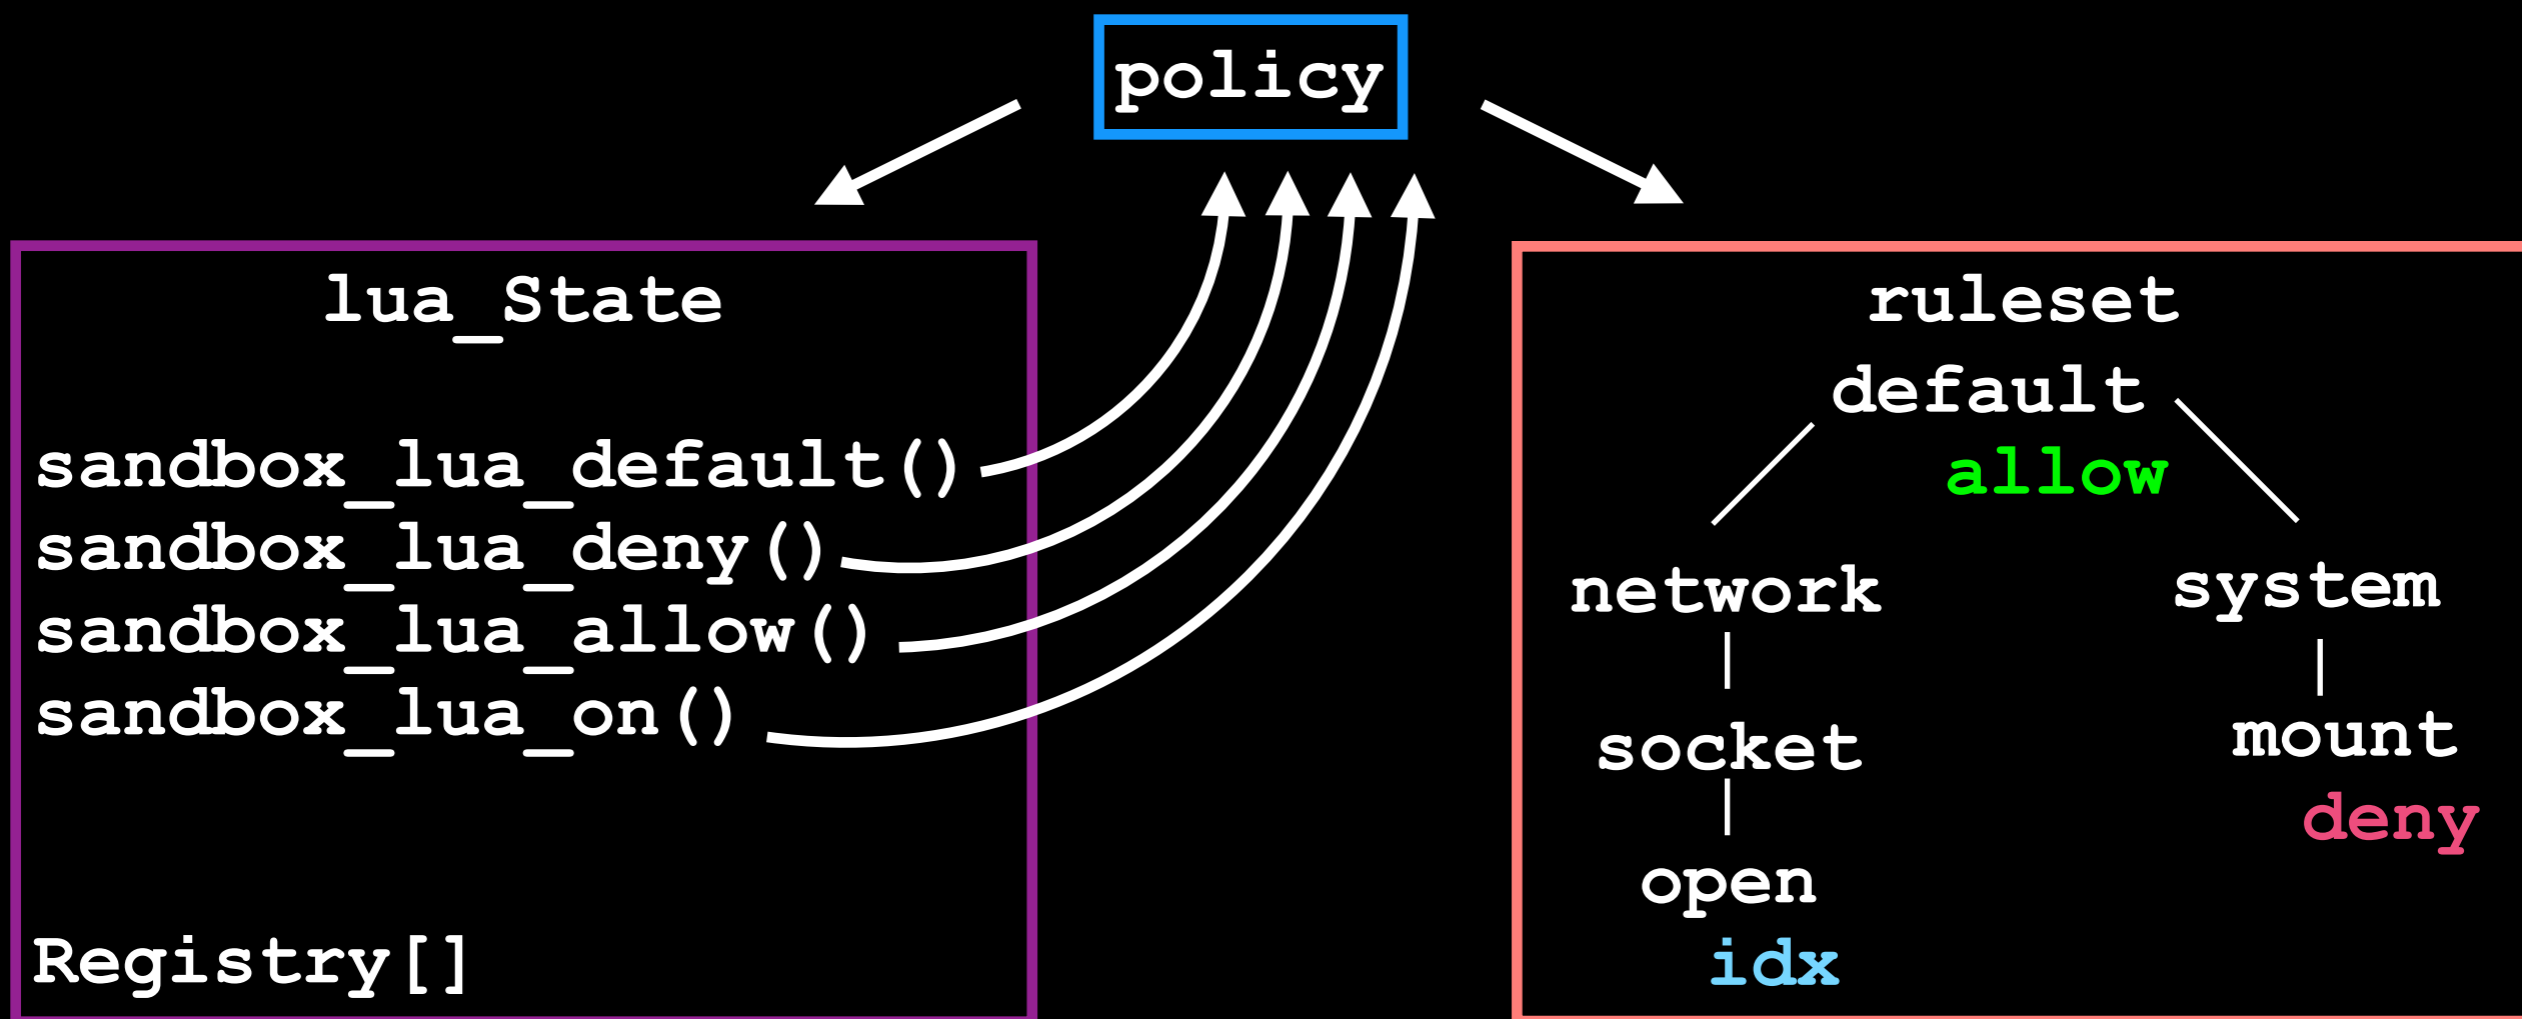 policy
lua_State
sandbox_lua_default()
sandbox_lua_deny()
sandbox_lua_allow()
sandbox_lua_on()
Registry[]
ruleset
default
allow
network
system
socket
mount
deny
open
idx